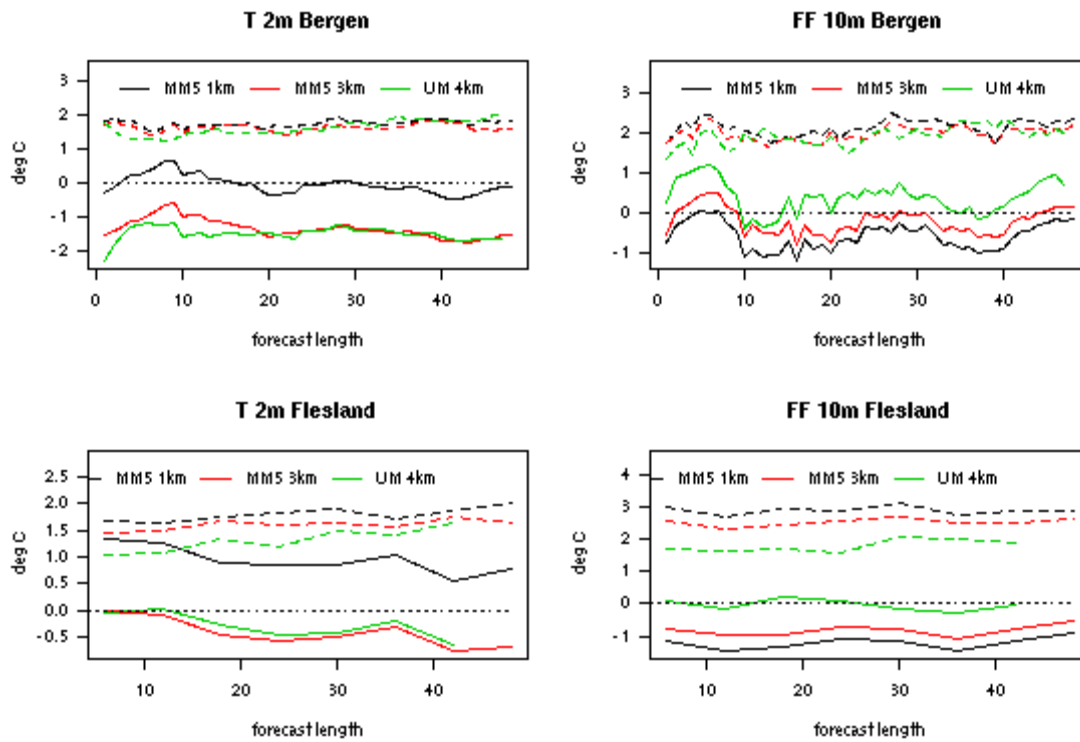 T 2m Bergen
MM5 1km MM5 3km UM 4km
deg C
3
2
1
0
-1
-2
0 10 20 30 40
forecast length
FF 10m Bergen
MM5 1km MM5 3km UM 4km
deg C
3
2
1
0
-1
0 10 20 30 40
forecast length
T 2m Flesland
MM5 1km MM5 3km UM 4km
deg C
2.5
2.0
1.5
1.0
0.5
0.0
-0.5
10 20 30 40
forecast length
FF 10m Flesland
MM5 1km MM5 3km UM 4km
deg C
4
3
2
1
0
-1
10 20 30 40
forecast length